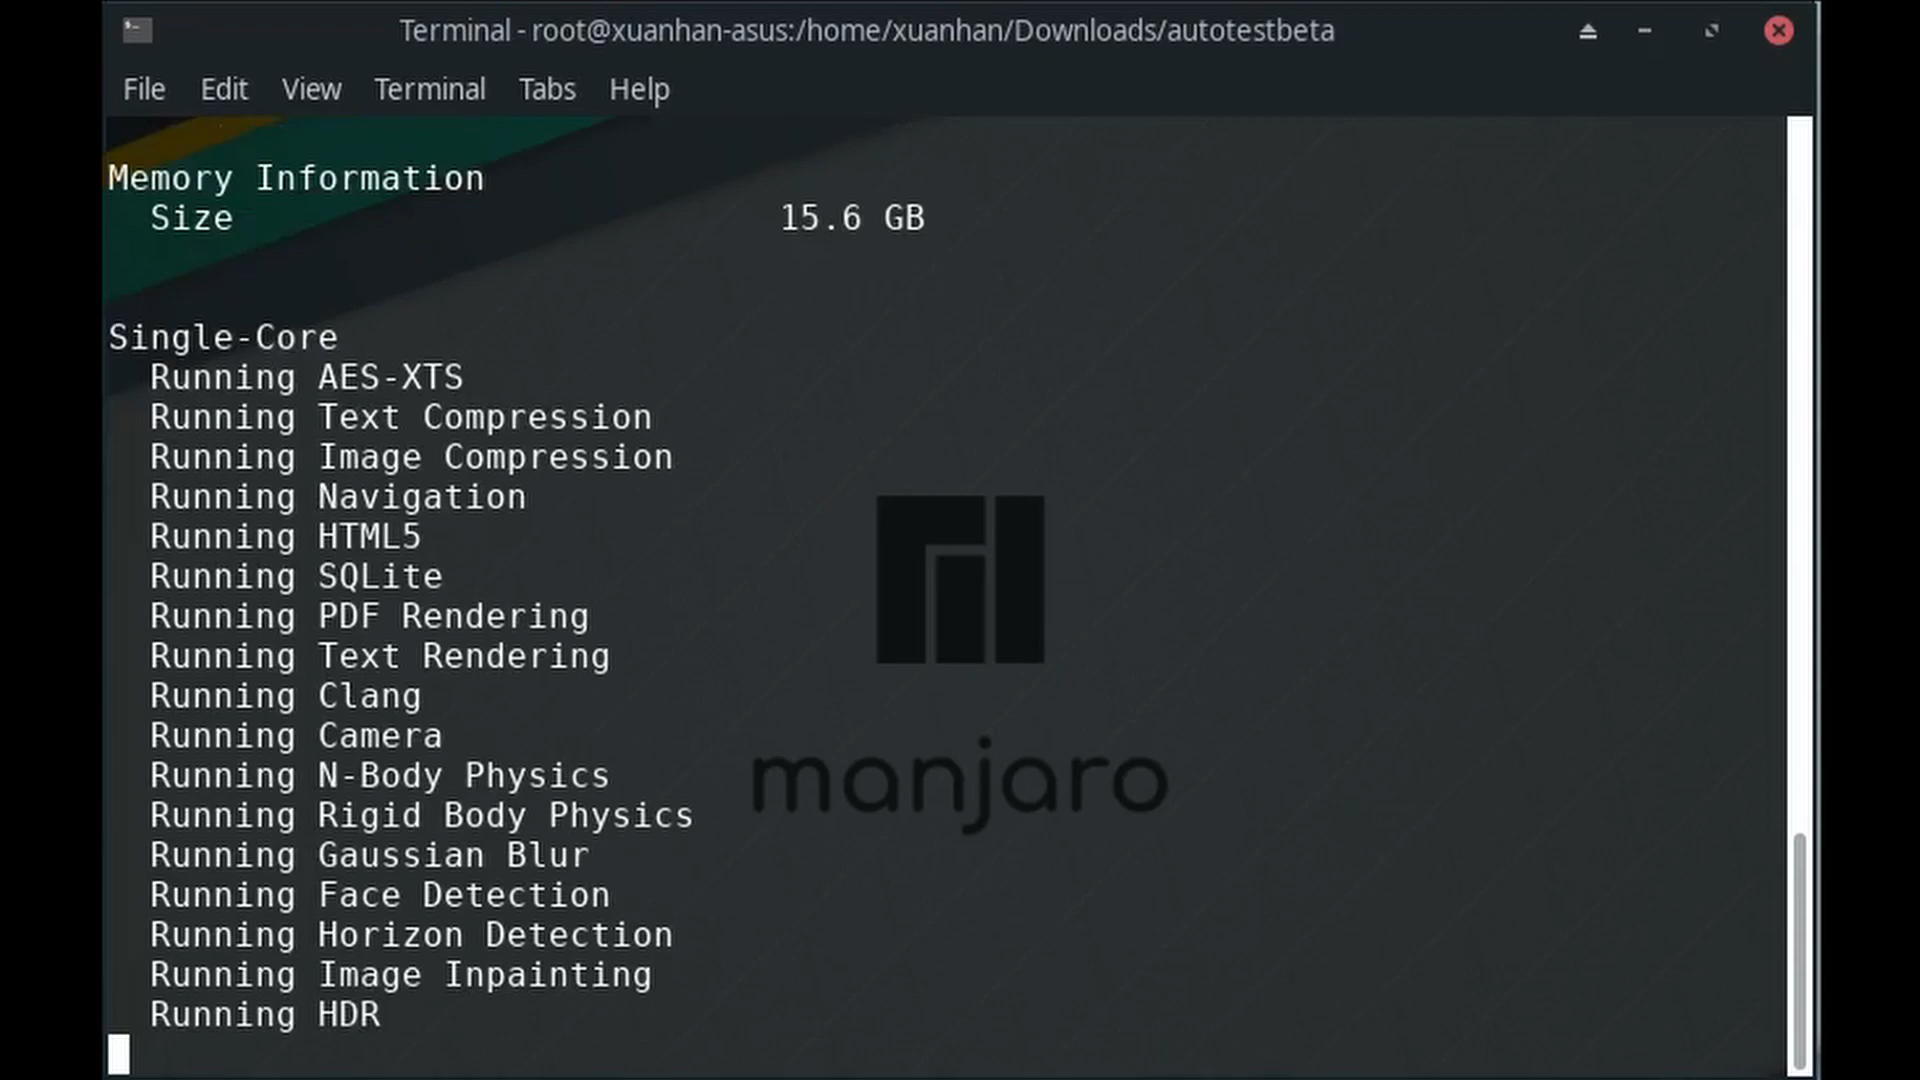 Terminal - root@xuanhan-asus:/home/xuanhan/Downloads/autotestbeta
File Edit View Terminal Tabs Help
Memory Information
Size 15.6 GB
Single-Core
Running AES-XTS
Running Text Compression
Running Image Compression
Running Navigation
Running HTML5
Running SQLite
Running PDF Rendering
Running Text Rendering
Running Clang
Running Camera
Running N-Body Physics
Running Rigid Body Physics
Running Gaussian Blur
Running Face Detection
Running Horizon Detection
Running Image Inpainting
Running HDR
manjaro